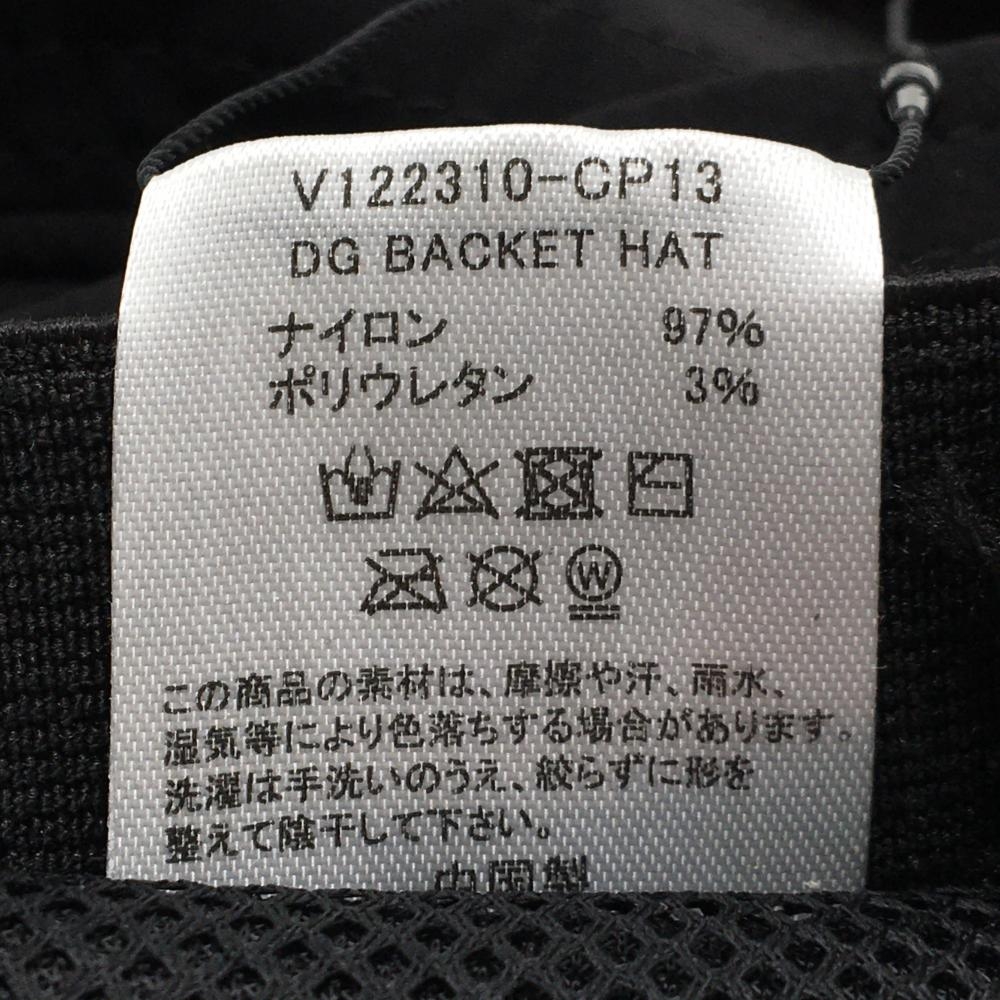 V122310-CP13
DG BACKET HAT
ナイロン 97%
ポリウレタン 3%
W
この商品の素材は、摩擦や汗、雨水、
湿気等により色落ちする場合があります。
洗濯は手洗いのうえ、絞らずに形を
整えて陰干して下さい。
中国製